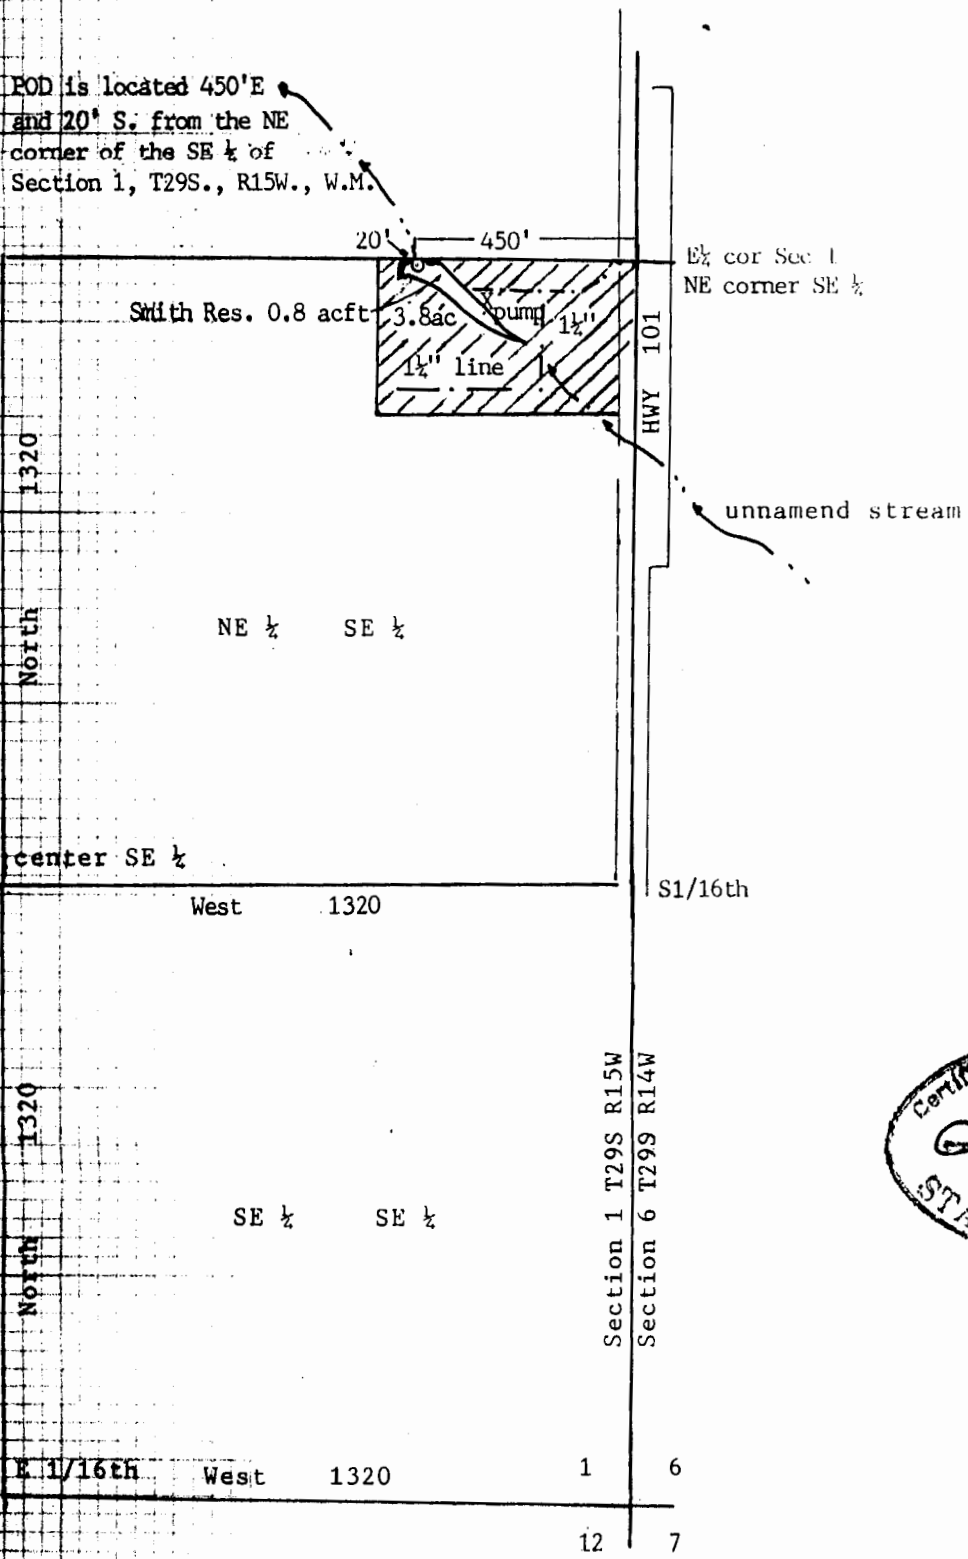 POD is located 450'E
and 20' S. from the NE
corner of the SE ¼ of
Section 1, T29S., R15W., W.M.
20'
450'
E¼ cor Sec 1
NE corner SE ¼
Smith Res. 0.8 acft
3.8ac
X
pump
1¼"
1¼" line
HWY 101
unnamend stream
North 1320
NE ¼ SE ¼
center SE ¼
West 1320
S1/16th
North 1320
SE ¼ SE ¼
Section 1 T29S R15W
Section 6 T29S R14W
E 1/16th
West 1320
1 6
12 7
STA